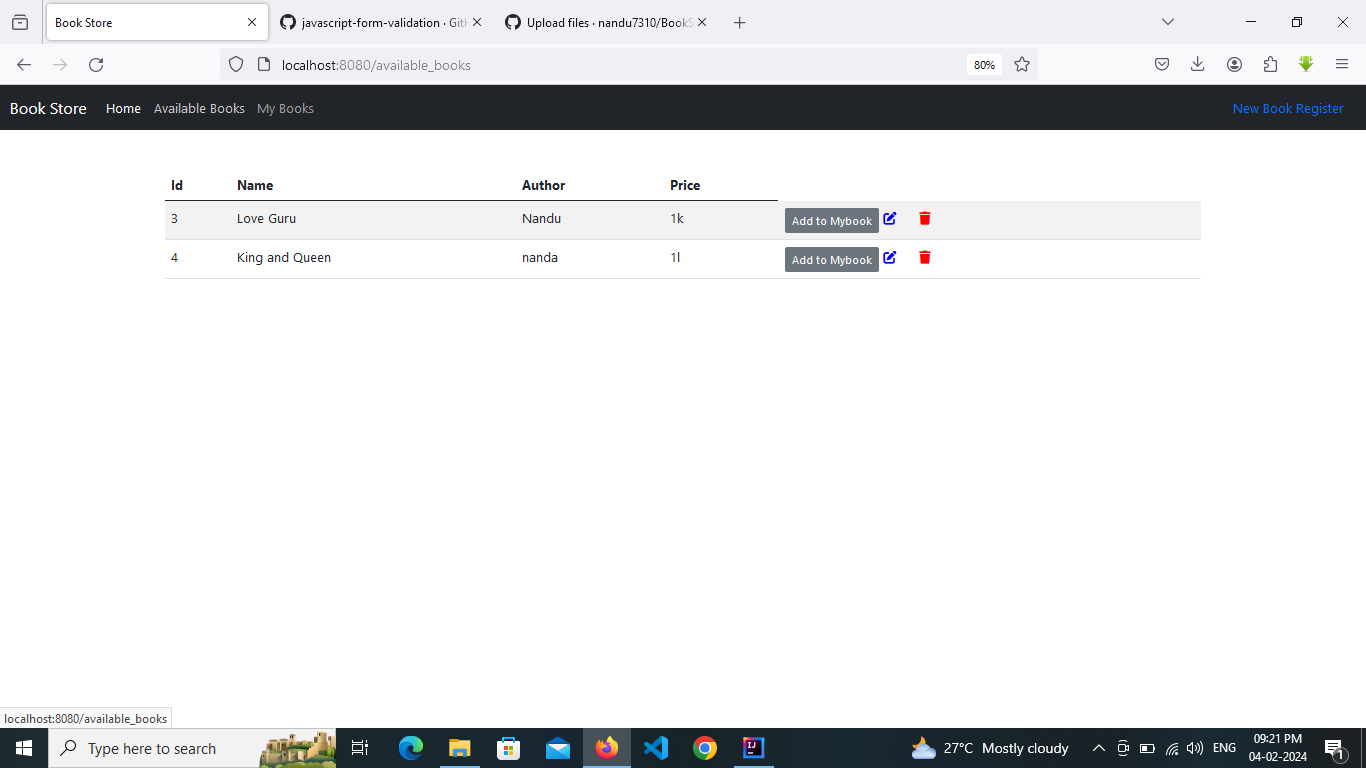 Book Store
javascript-form-validation · GitH
Upload files · nandu7310/BookS
localhost:8080/available_books
80%
Book Store Home Available Books My Books New Book Register
Id Name Author Price
3 Love Guru Nandu 1k Add to Mybook
4 King and Queen nanda 1l Add to Mybook
localhost:8080/available_books
Type here to search
27°C Mostly cloudy
ENG
09:21 PM
04-02-2024
1